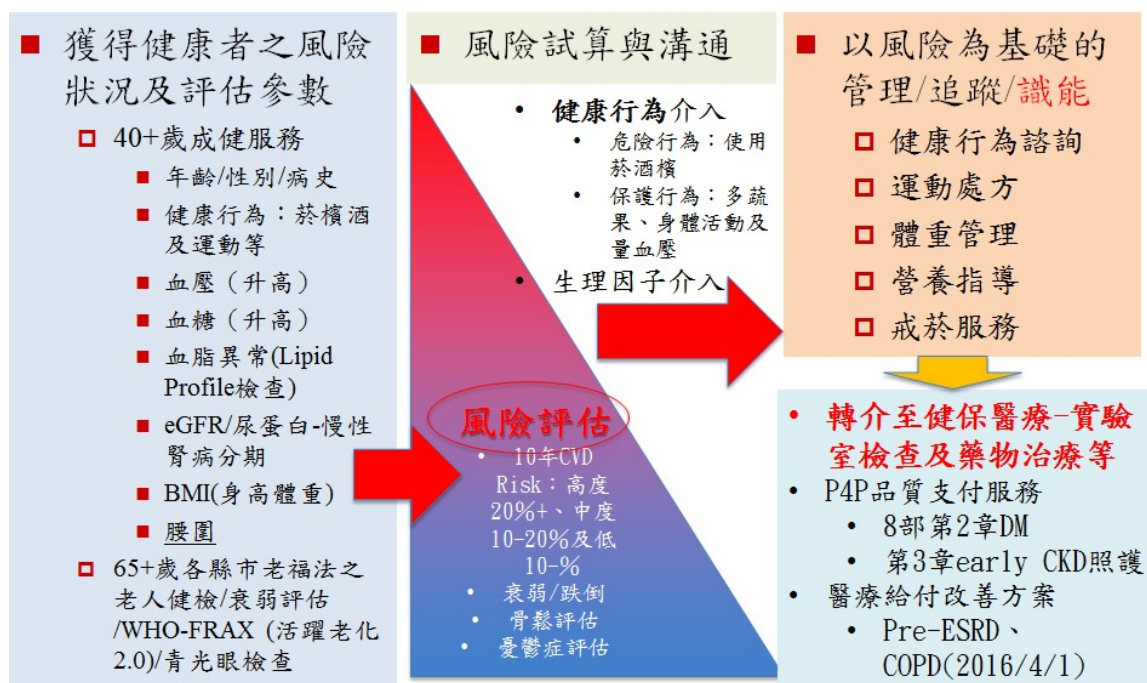 獲得健康者之風險
狀況及評估參數
40+歲成健服務
年齡/性別/病史
健康行為：菸檳酒
及運動等
血壓（升高）
血糖（升高）
血脂異常(Lipid
Profile檢查)
eGFR/尿蛋白-慢性
腎病分期
BMI(身高體重)
腰圍
65+歲各縣市老福法之
老人健檢/衰弱評估
/WHO-FRAX (活躍老化
2.0)/青光眼檢查
風險試算與溝通
健康行為介入
危險行為：使用
菸酒檳
保護行為：多蔬
果、身體活動及
量血壓
生理因子介入
風險評估
10年CVD
Risk：高度
20%+、中度
10-20%及低
10-%
衰弱/跌倒
骨鬆評估
憂鬱症評估
以風險為基礎的
管理/追蹤/識能
健康行為諮詢
運動處方
體重管理
營養指導
戒菸服務
轉介至健保醫療-實驗
室檢查及藥物治療等
P4P品質支付服務
8部第2章DM
第3章early CKD照護
醫療給付改善方案
Pre-ESRD、
COPD(2016/4/1)